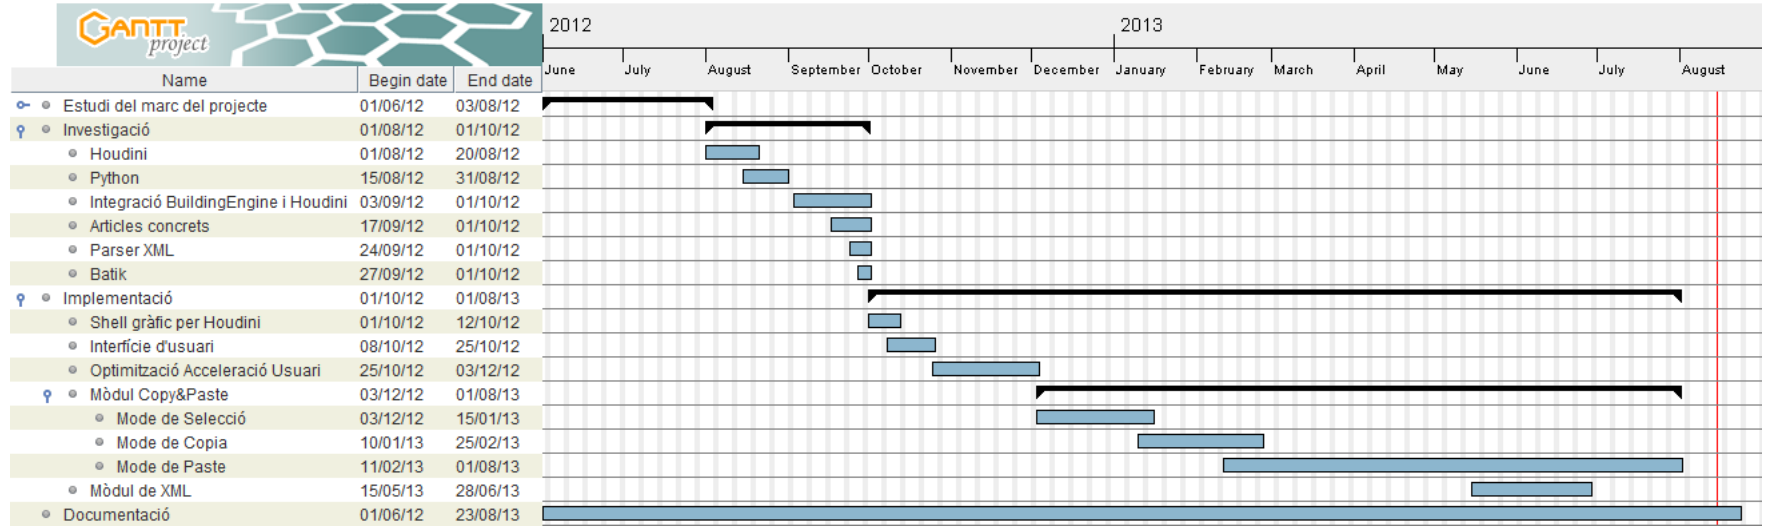 GANTT
project
2012 2013
June July August September October November December January February March April May June July August
Name Begin date End date
Estudi del marc del projecte 01/06/12 03/08/12
Investigació 01/08/12 01/10/12
Houdini 01/08/12 20/08/12
Python 15/08/12 31/08/12
Integració BuildingEngine i Houdini 03/09/12 01/10/12
Articles concrets 17/09/12 01/10/12
Parser XML 24/09/12 01/10/12
Batik 27/09/12 01/10/12
Implementació 01/10/12 01/08/13
Shell gràfic per Houdini 01/10/12 12/10/12
Interfície d'usuari 08/10/12 25/10/12
Optimització Acceleració Usuari 25/10/12 03/12/12
Mòdul Copy&Paste 03/12/12 01/08/13
Mode de Selecció 03/12/12 15/01/13
Mode de Copia 10/01/13 25/02/13
Mode de Paste 11/02/13 01/08/13
Mòdul de XML 15/05/13 28/06/13
Documentació 01/06/12 23/08/13